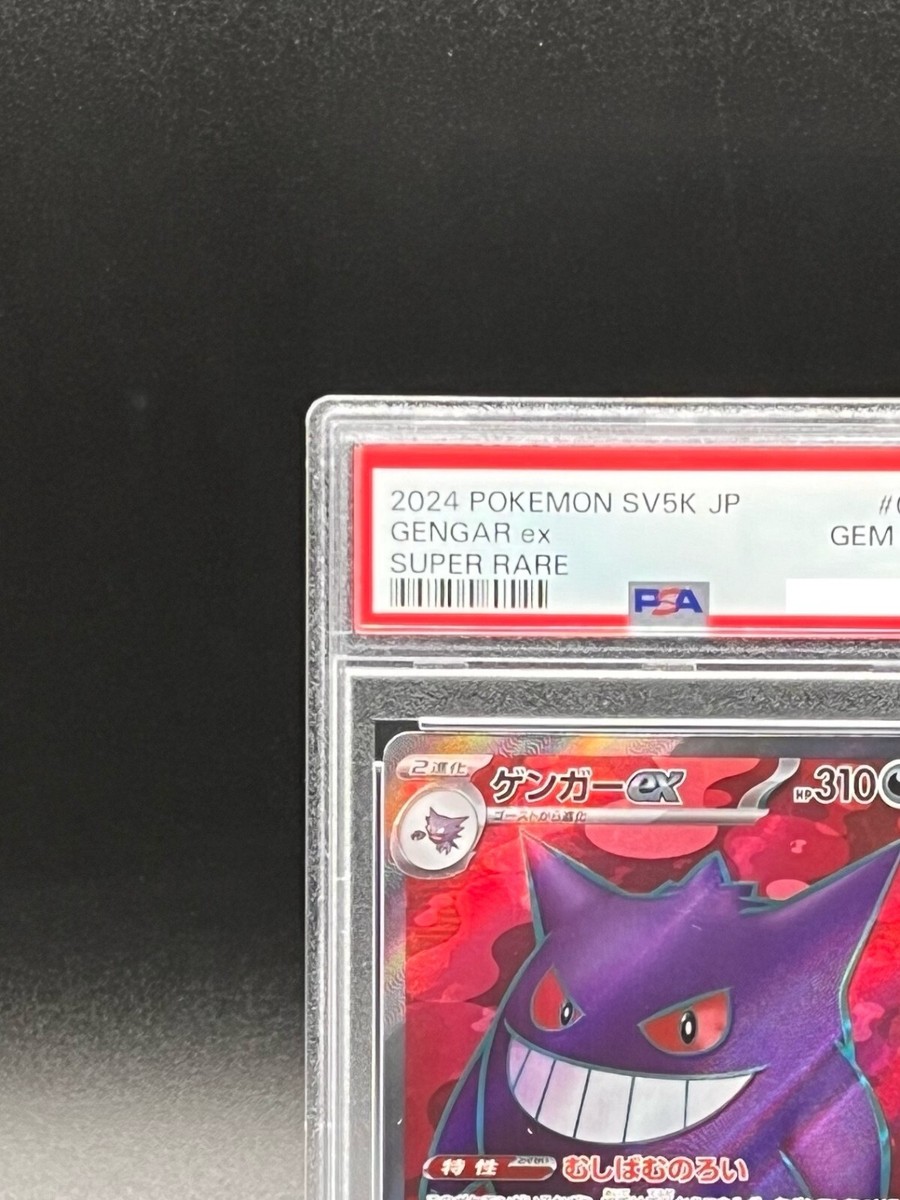 2024 POKEMON SV5K JP
GENGAR ex GEM
SUPER RARE
PSA
2進化 ゲンガーex HP310
ゴーストから進化
特性 むしばむのろい